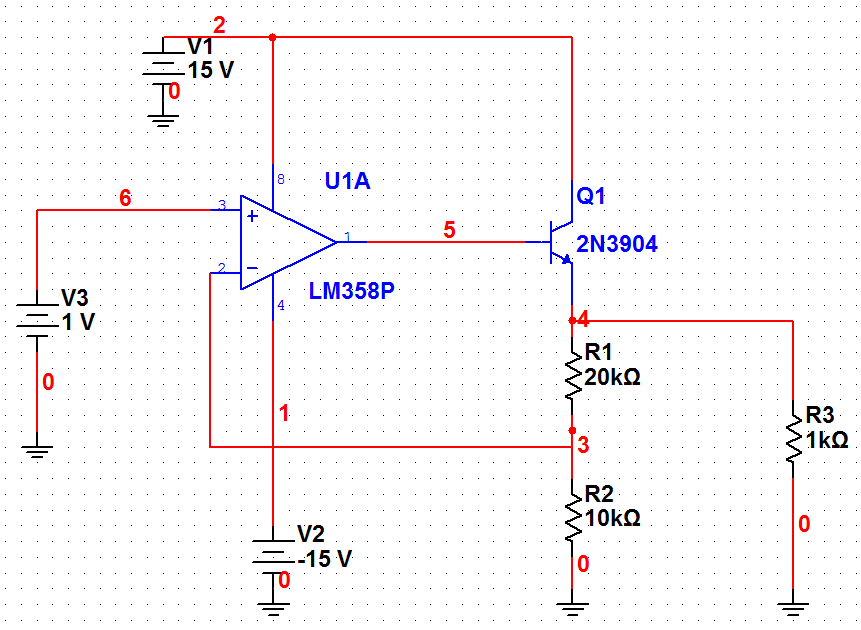 2
V1
15 V
0
8
U1A
Q1
6
3
+
1
5
2N3904
2
−
LM358P
4
V3
1 V
4
R1
20kΩ
0
1
3
R3
1kΩ
R2
10kΩ
V2
-15 V
0
0
0